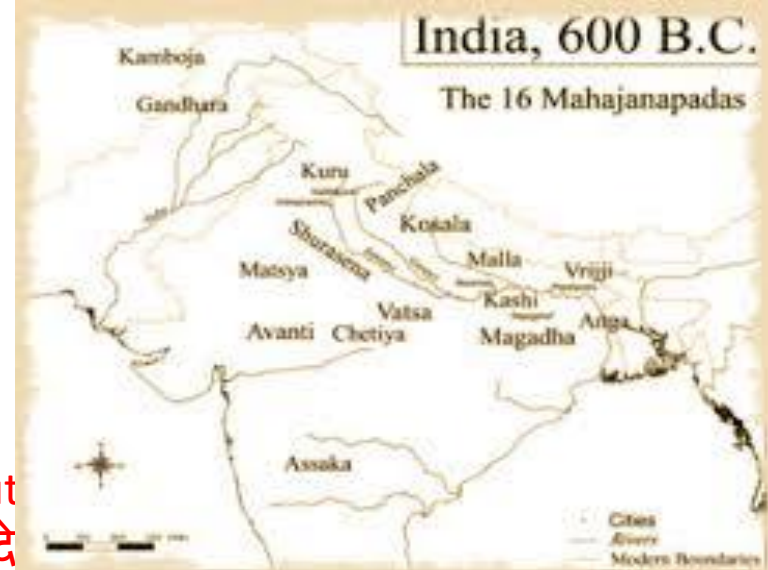 India, 600 B.C.
The 16 Mahajanapadas
Kamboja
Gandhara
Kuru
Panchala
Kosala
Shurasena
Malla
Vrijji
Matsya
Kashi
Vatsa
Anga
Avanti
Chetiya
Magadha
Assaka
Cities
Rivers
Modern Boundaries